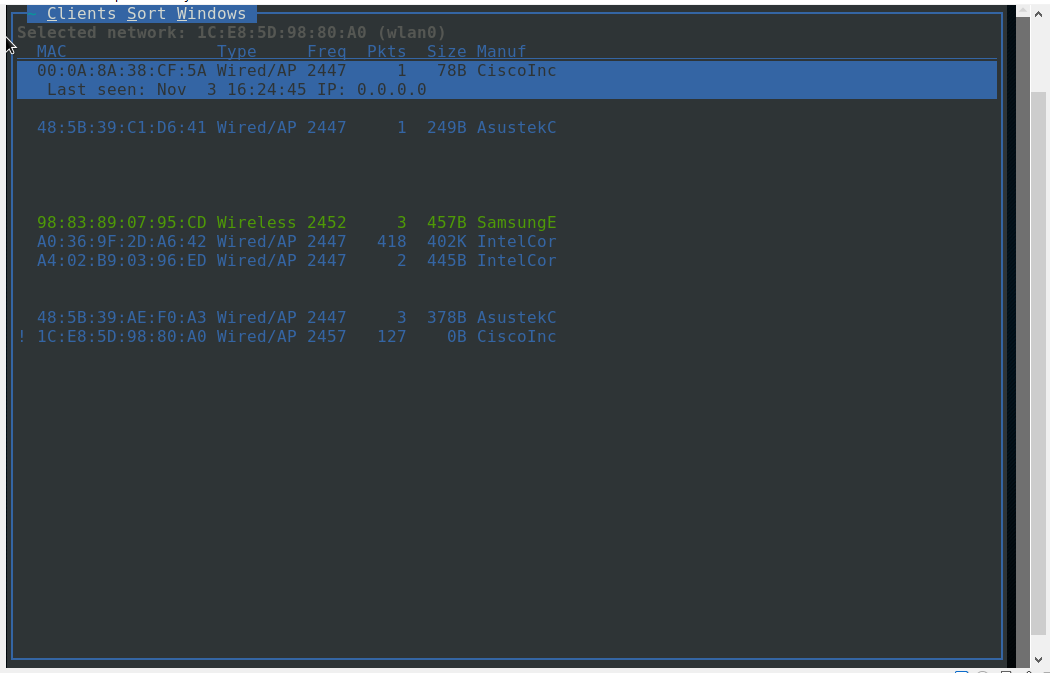 Clients Sort Windows
Selected network: 1C:E8:5D:98:80:A0 (wlan0)
MAC Type Freq Pkts Size Manuf
00:0A:8A:38:CF:5A Wired/AP 2447 1 78B CiscoInc
Last seen: Nov 3 16:24:45 IP: 0.0.0.0
48:5B:39:C1:D6:41 Wired/AP 2447 1 249B AsustekC
98:83:89:07:95:CD Wireless 2452 3 457B SamsungE
A0:36:9F:2D:A6:42 Wired/AP 2447 418 402K IntelCor
A4:02:B9:03:96:ED Wired/AP 2447 2 445B IntelCor
48:5B:39:AE:F0:A3 Wired/AP 2447 3 378B AsustekC
! 1C:E8:5D:98:80:A0 Wired/AP 2457 127 0B CiscoInc